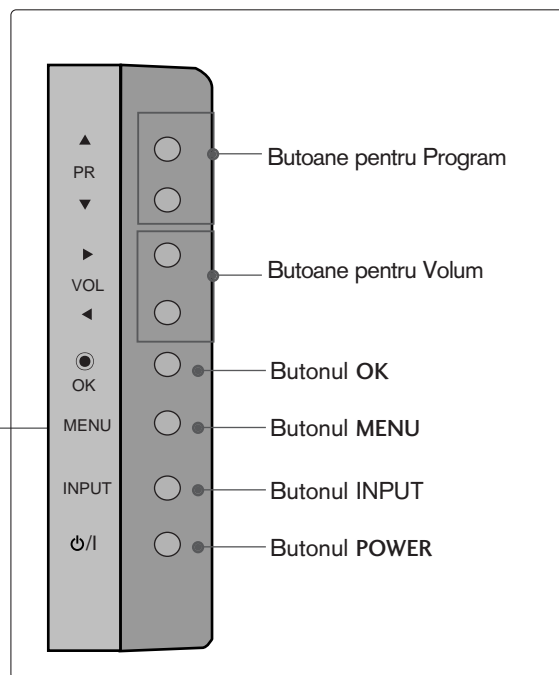 ▲
PR
▼
Butoane pentru Program
▶
VOL
◀
Butoane pentru Volum
OK
Butonul OK
MENU
Butonul MENU
INPUT
Butonul INPUT
⏻/I
Butonul POWER